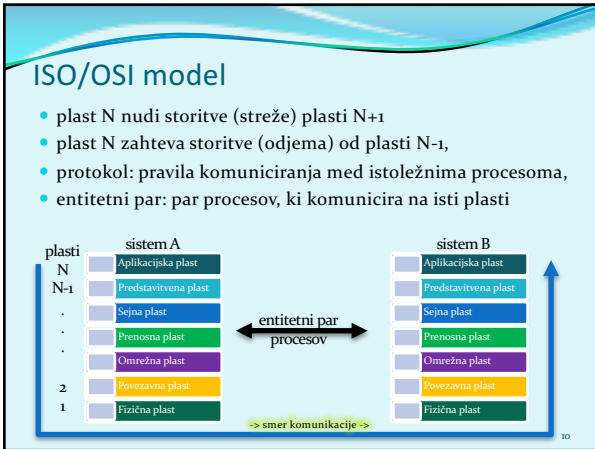 ISO/OSI model
plast N nudi storitve (streže) plasti N+1
plast N zahteva storitve (odjema) od plasti N-1,
protokol: pravila komuniciranja med istoležnima procesoma,
entitetni par: par procesov, ki komunicira na isti plasti
plasti
N
N-1
.
.
.
2
1
sistem A
Aplikacijska plast
Predstavitvena plast
Sejna plast
Prenosna plast
Omrežna plast
Povezavna plast
Fizična plast
entitetni par
procesov
sistem B
Aplikacijska plast
Predstavitvena plast
Sejna plast
Prenosna plast
Omrežna plast
Povezavna plast
Fizična plast
-> smer komunikacije ->
10